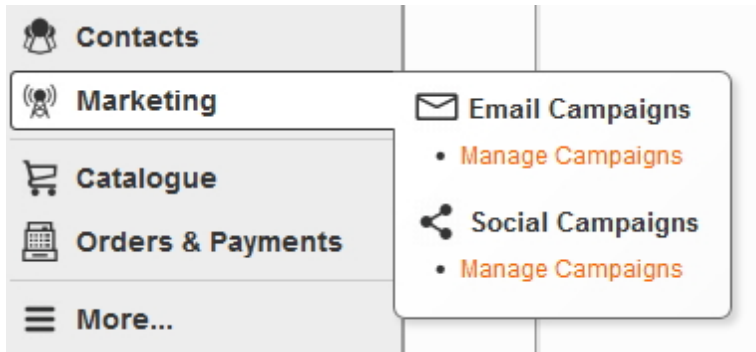 Contacts
Marketing
Catalogue
Orders & Payments
More...
Email Campaigns
• Manage Campaigns
Social Campaigns
• Manage Campaigns